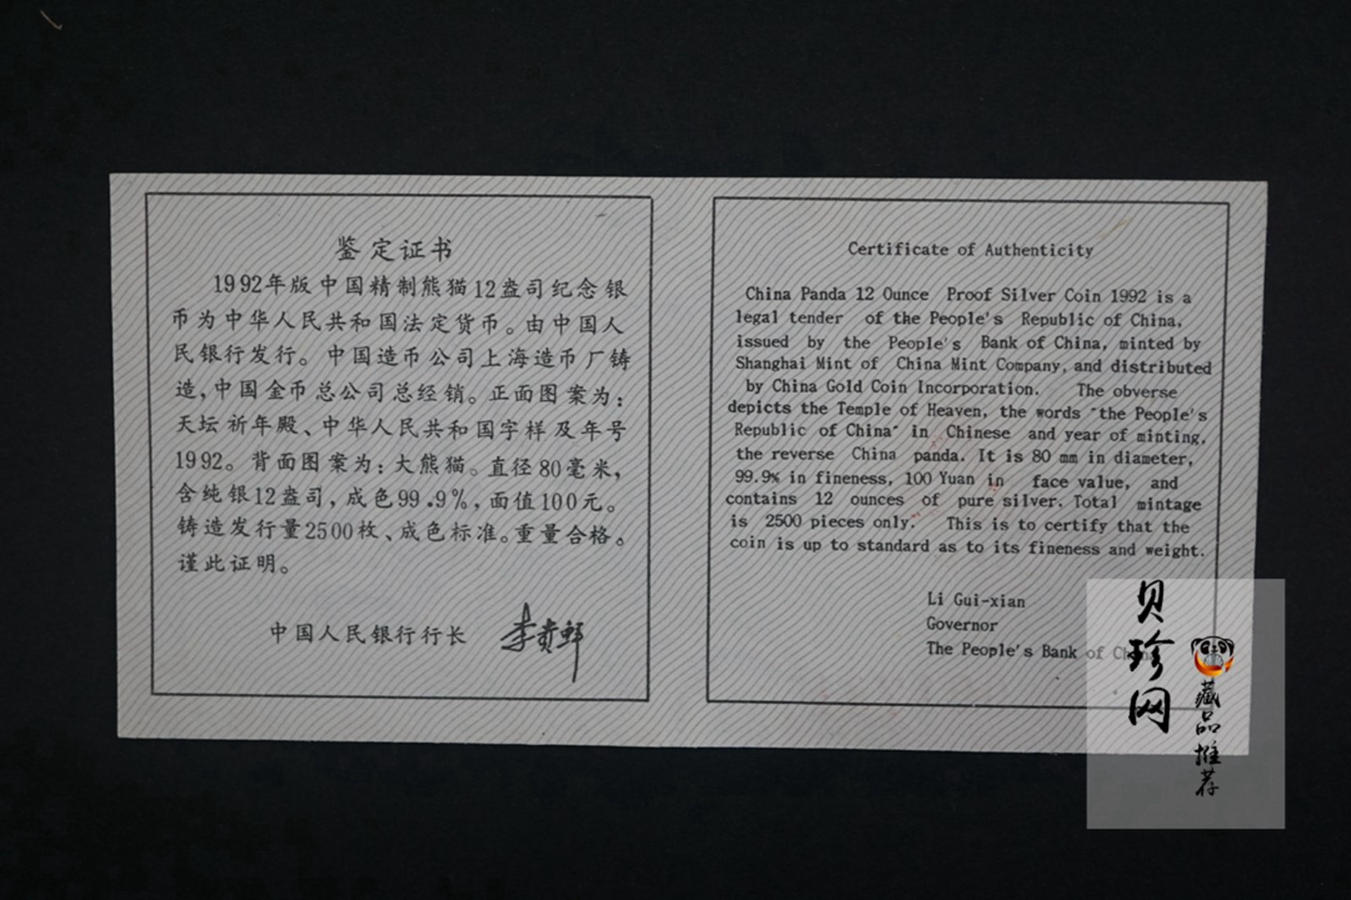 鉴定证书
1992年版中国精制熊猫12盎司纪念银
币为中华人民共和国法定货币。由中国人
民银行发行。中国造币公司上海造币厂铸
造,中国金币总公司总经销。正面图案为:
天坛祈年殿、中华人民共和国字样及年号
1992。背面图案为:大熊猫。直径80毫米,
含纯银12盎司,成色99.9%,面值100元。
铸造发行量2500枚、成色标准。重量合格。
谨此证明。
中国人民银行行长 李贵鲜
Certificate of Authenticity
China Panda 12 Ounce Proof Silver Coin 1992 is a
legal tender of the People's Republic of China,
issued by the People's Bank of China, minted by
Shanghai Mint of China Mint Company, and distributed
by China Gold Coin Incorporation. The obverse
depicts the Temple of Heaven, the words "the People's
Republic of China" in Chinese and year of minting,
the reverse China panda. It is 80 mm in diameter,
99.9% in fineness, 100 Yuan in face value, and
contains 12 ounces of pure silver. Total mintage
is 2500 pieces only. This is to certify that the
coin is up to standard as to its fineness and weight.
Li Gui-xian
Governor
The People's Bank of
贝珍网
藏品推荐